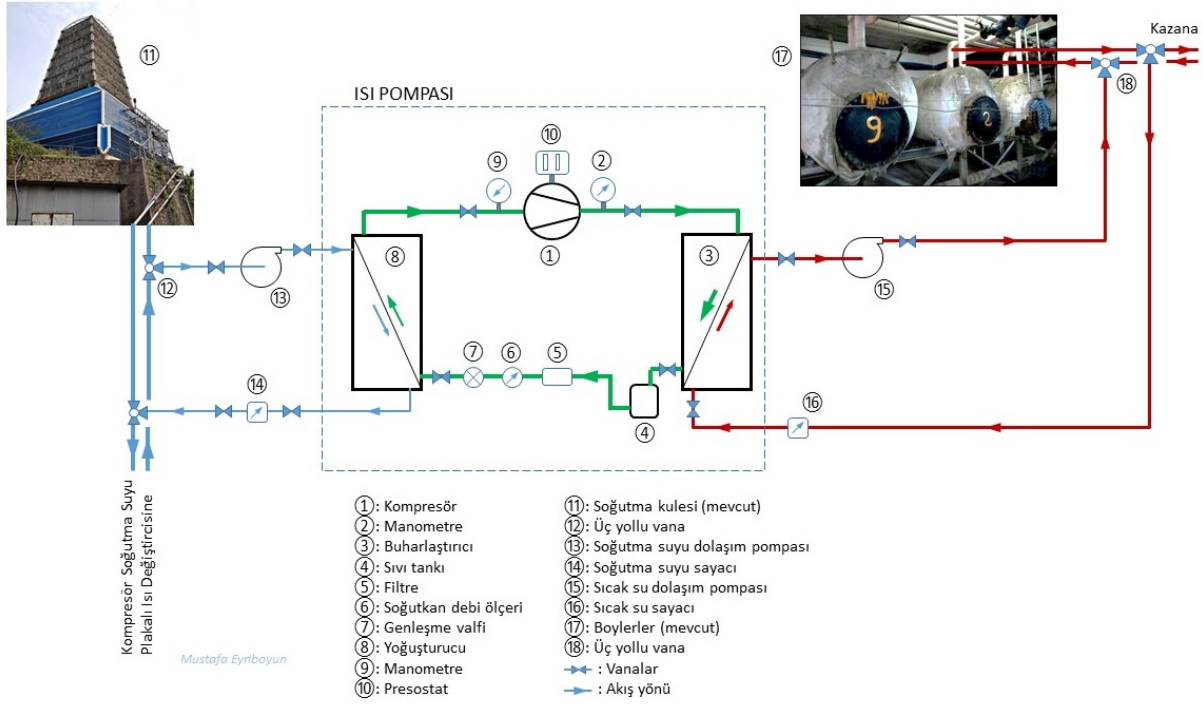 ⑪
⑰
Kazana
⑱
ISI POMPASI
⑨
⑩
②
①
⑧
③
⑫
⑬
⑮
⑦
⑥
⑤
④
⑭
⑯
9
2
Kompresör Soğutma Suyu
Plakalı Isı Değiştircisine
①: Kompresör
②: Manometre
③: Buharlaştırıcı
④: Sıvı tankı
⑤: Filtre
⑥: Soğutkan debi ölçeri
⑦: Genleşme valfi
⑧: Yoğuşturucu
⑨: Manometre
⑩: Presostat
⑪: Soğutma kulesi (mevcut)
⑫: Üç yollu vana
⑬: Soğutma suyu dolaşım pompası
⑭: Soğutma suyu sayacı
⑮: Sıcak su dolaşım pompası
⑯: Sıcak su sayacı
⑰: Boylerler (mevcut)
⑱: Üç yollu vana
: Vanalar
: Akış yönü
Mustafa Eyriboyun